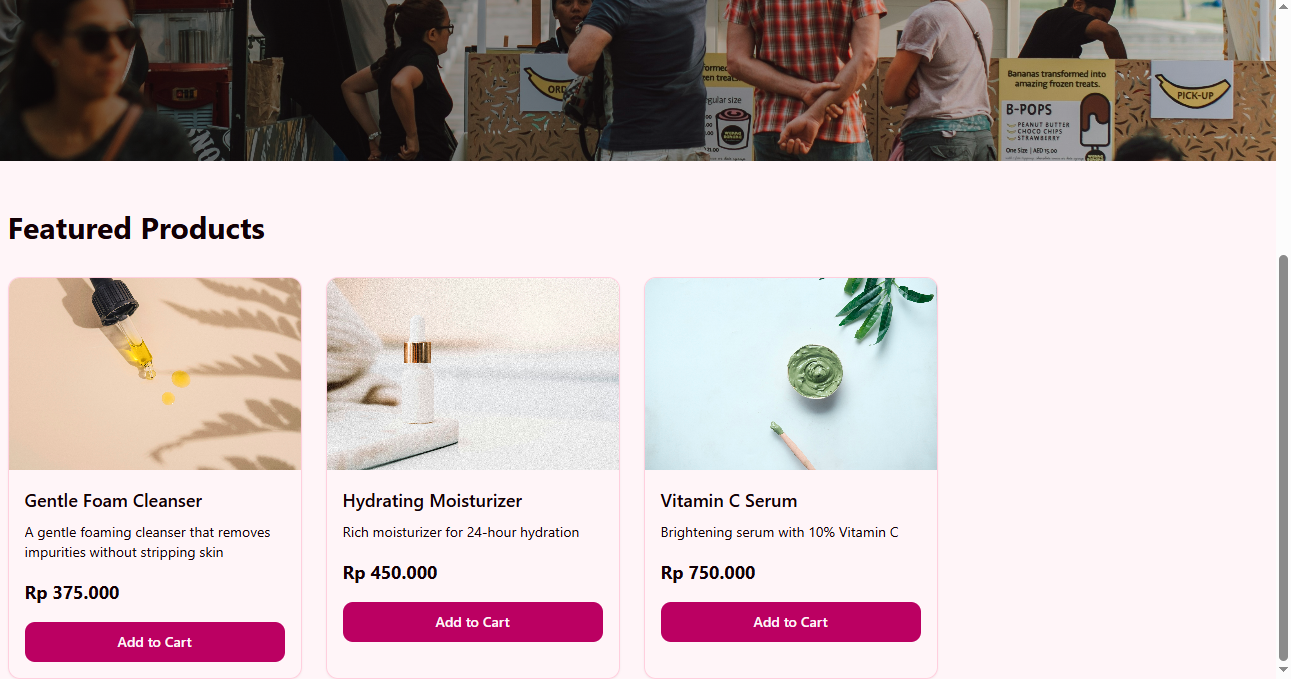 ORD
Bananas transformed into
amazing frozen treats.
B-POPS
PEANUT BUTTER
CHOCO CHIPS
STRAWBERRY
One Size | AED 15.00
PICK-UP
Featured Products
Gentle Foam Cleanser
A gentle foaming cleanser that removes
impurities without stripping skin
Rp 375.000
Add to Cart
Hydrating Moisturizer
Rich moisturizer for 24-hour hydration
Rp 450.000
Add to Cart
Vitamin C Serum
Brightening serum with 10% Vitamin C
Rp 750.000
Add to Cart